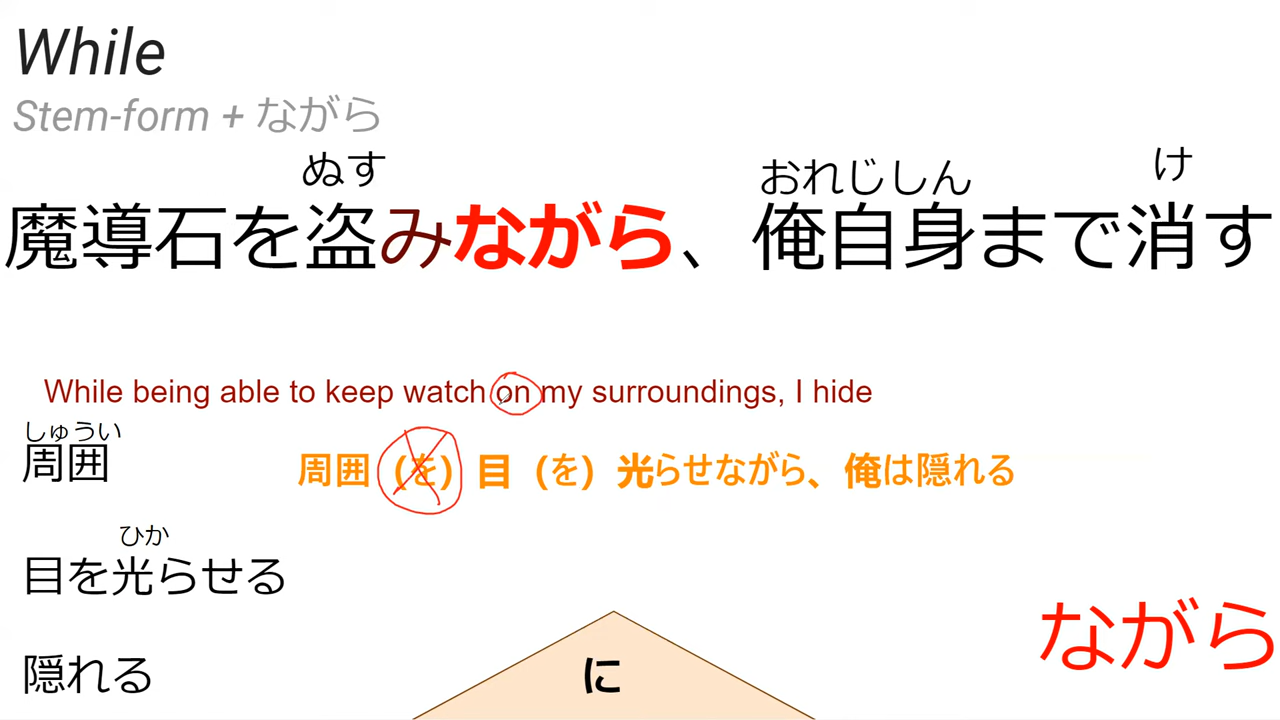 While
Stem-form + ながら
ぬす おれじしん け
魔導石を盗みながら、俺自身まで消す
While being able to keep watch on my surroundings, I hide
しゅうい
周囲
周囲（を）目（を）光らせながら、俺は隠れる
ひか
目を光らせる
ながら
隠れる
に